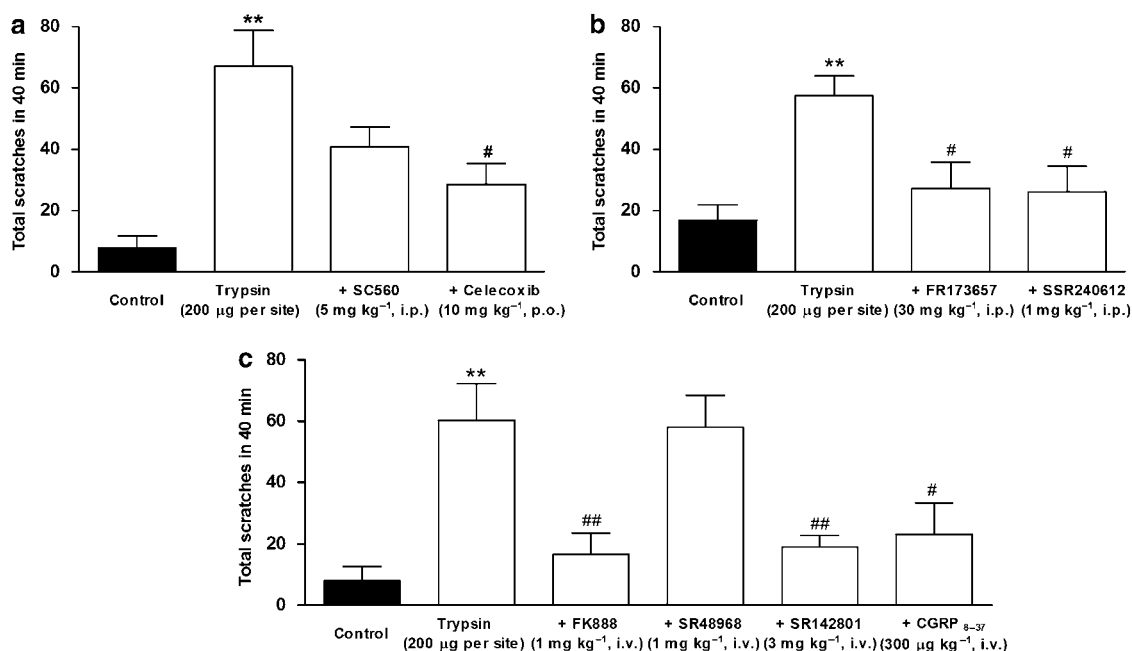 a
80
60
40
20
0
Total scratches in 40 min
**
#
Control
Trypsin
(200 μg per site)
+ SC560
(5 mg kg⁻¹, i.p.)
+ Celecoxib
(10 mg kg⁻¹, p.o.)
b
80
60
40
20
0
Total scratches in 40 min
**
#
#
Control
Trypsin
(200 μg per site)
+ FR173657
(30 mg kg⁻¹, i.p.)
+ SSR240612
(1 mg kg⁻¹, i.p.)
c
80
60
40
20
0
Total scratches in 40 min
**
##
##
#
Control
Trypsin
(200 μg per site)
+ FK888
(1 mg kg⁻¹, i.v.)
+ SR48968
(1 mg kg⁻¹, i.v.)
+ SR142801
(3 mg kg⁻¹, i.v.)
+ CGRP ₈₋₃₇
(300 μg kg⁻¹, i.v.)